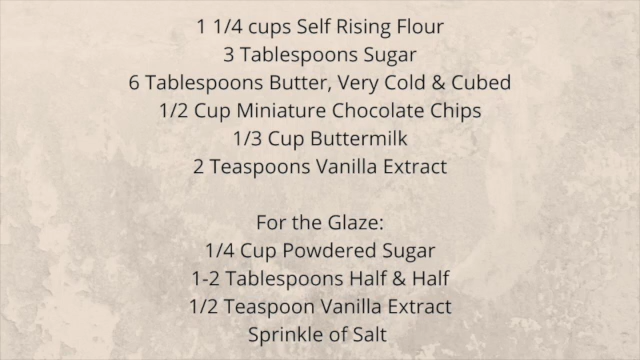 1 1/4 cups Self Rising Flour
3 Tablespoons Sugar
6 Tablespoons Butter, Very Cold & Cubed
1/2 Cup Miniature Chocolate Chips
1/3 Cup Buttermilk
2 Teaspoons Vanilla Extract
For the Glaze:
1/4 Cup Powdered Sugar
1-2 Tablespoons Half & Half
1/2 Teaspoon Vanilla Extract
Sprinkle of Salt